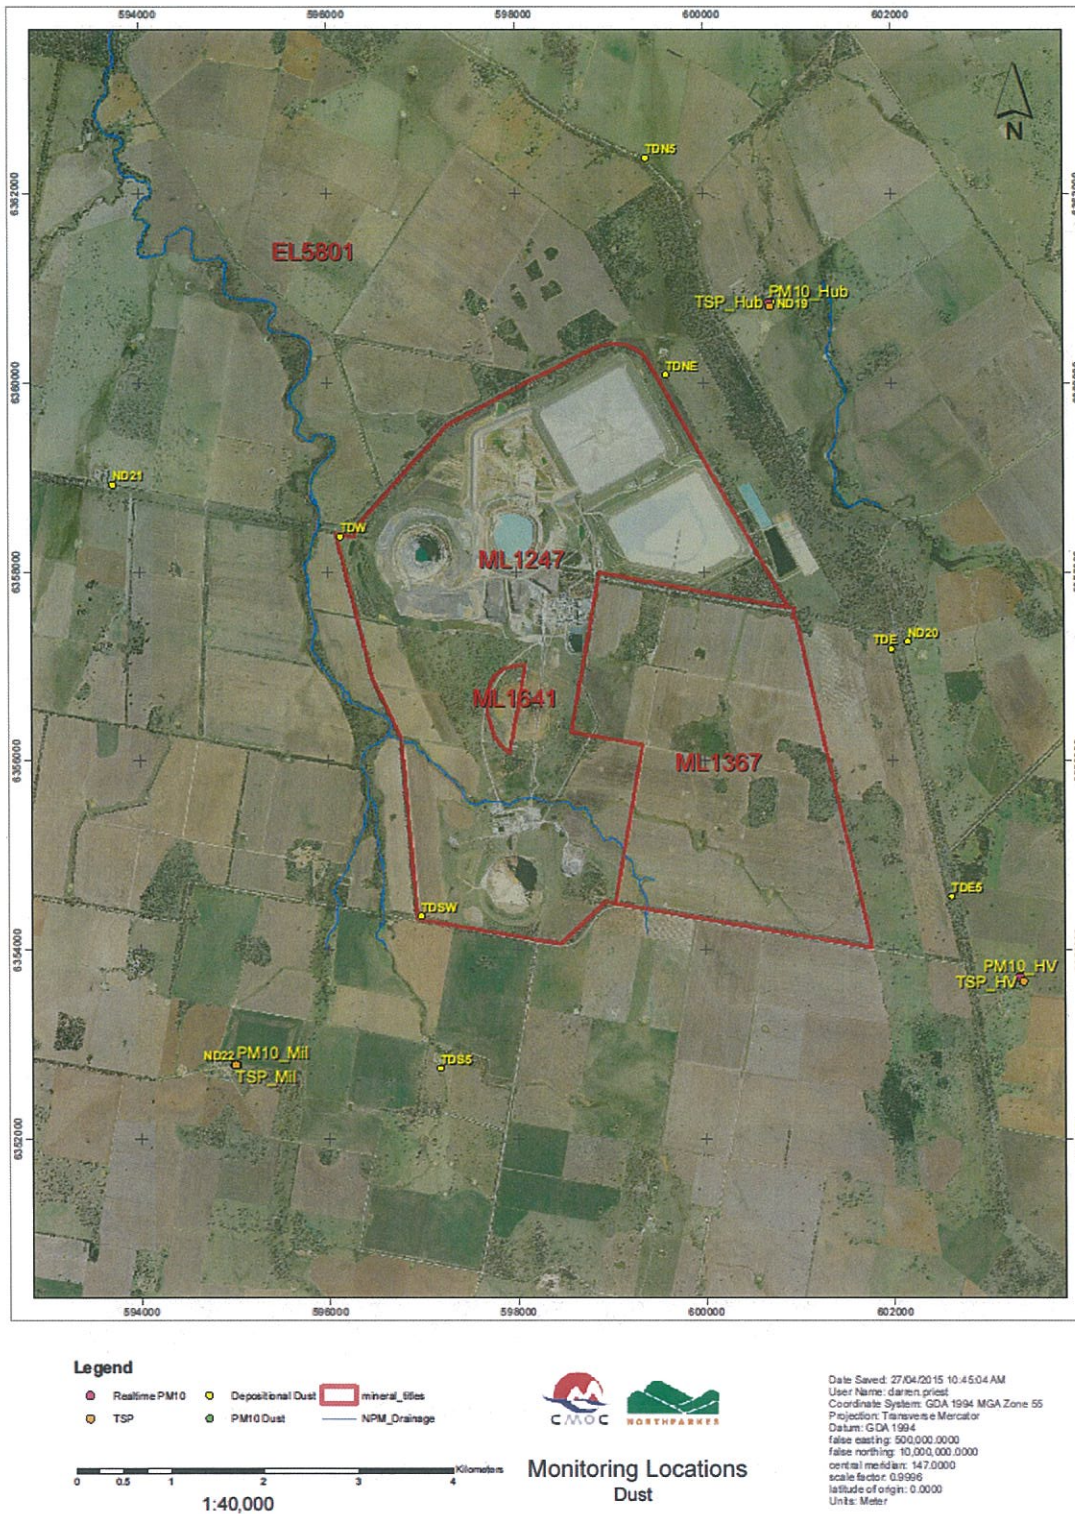 594000 596000 598000 600000 602000
N
TDN5
6362000
EL5801
PM10_Hub
TSP_Hub ND19
TDNE
6360000
ND21
TDW
ML1247
6358000
TDE ND20
ML1641
ML1367
6356000
TDE5
TDSW
6354000
PM10_HV
TSP_HV
ND22 PM10_Mil
TSP_Mil
TDS5
6352000
594000 596000 598000 600000 602000
Legend
Realtime PM10 Depositional Dust mineral_titles
TSP PM10 Dust NPM_Drainage
CMOC NORTHPARKES
Kilometers
0 0.5 1 2 3 4
1:40,000
Monitoring Locations
Dust
Date Saved: 27/04/2015 10:45:04 AM
User Name: darren.priest
Coordinate System: GDA 1994 MGA Zone 55
Projection: Transverse Mercator
Datum: GDA 1994
false easting: 500,000.0000
false northing: 10,000,000.0000
central meridian: 147.0000
scale factor: 0.9996
latitude of origin: 0.0000
Units: Meter